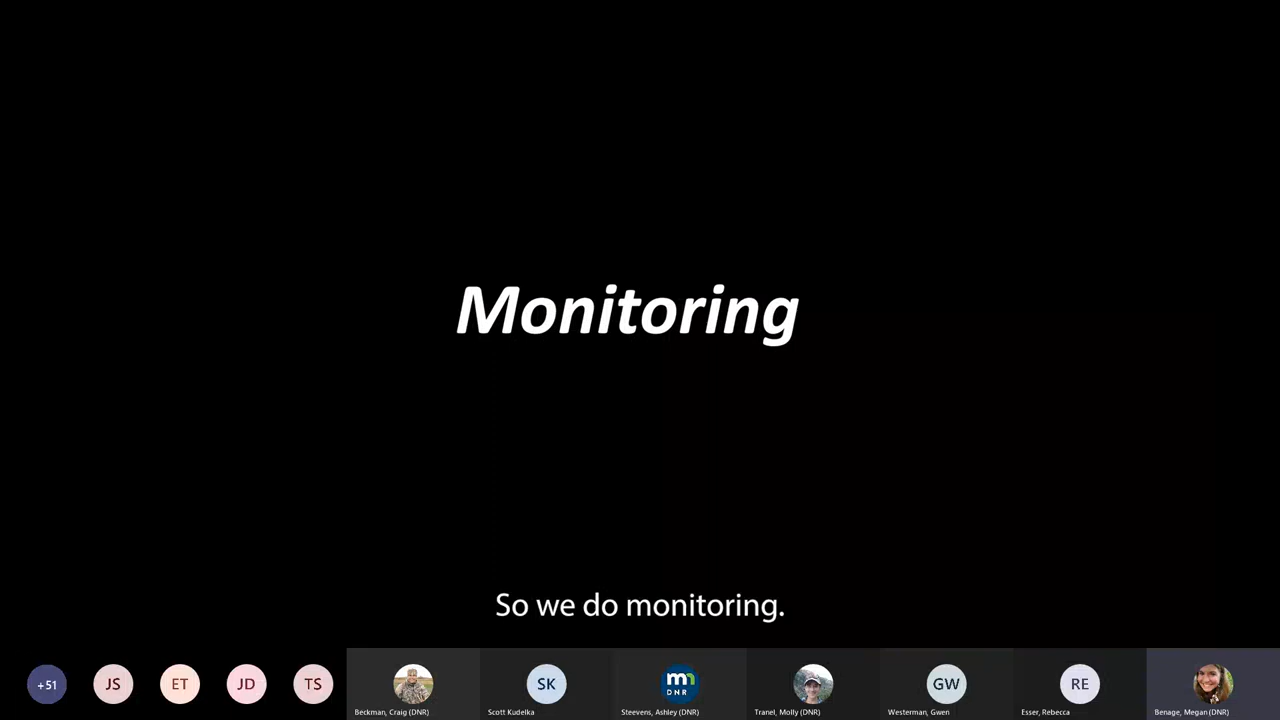 Monitoring
So we do monitoring.
+51
JS
ET
JD
TS
SK
mn
DNR
GW
RE
Beckman, Craig (DNR)
Scott Kudelka
Steevens, Ashley (DNR)
Tranel, Molly (DNR)
Westerman, Gwen
Esser, Rebecca
Benage, Megan (DNR)